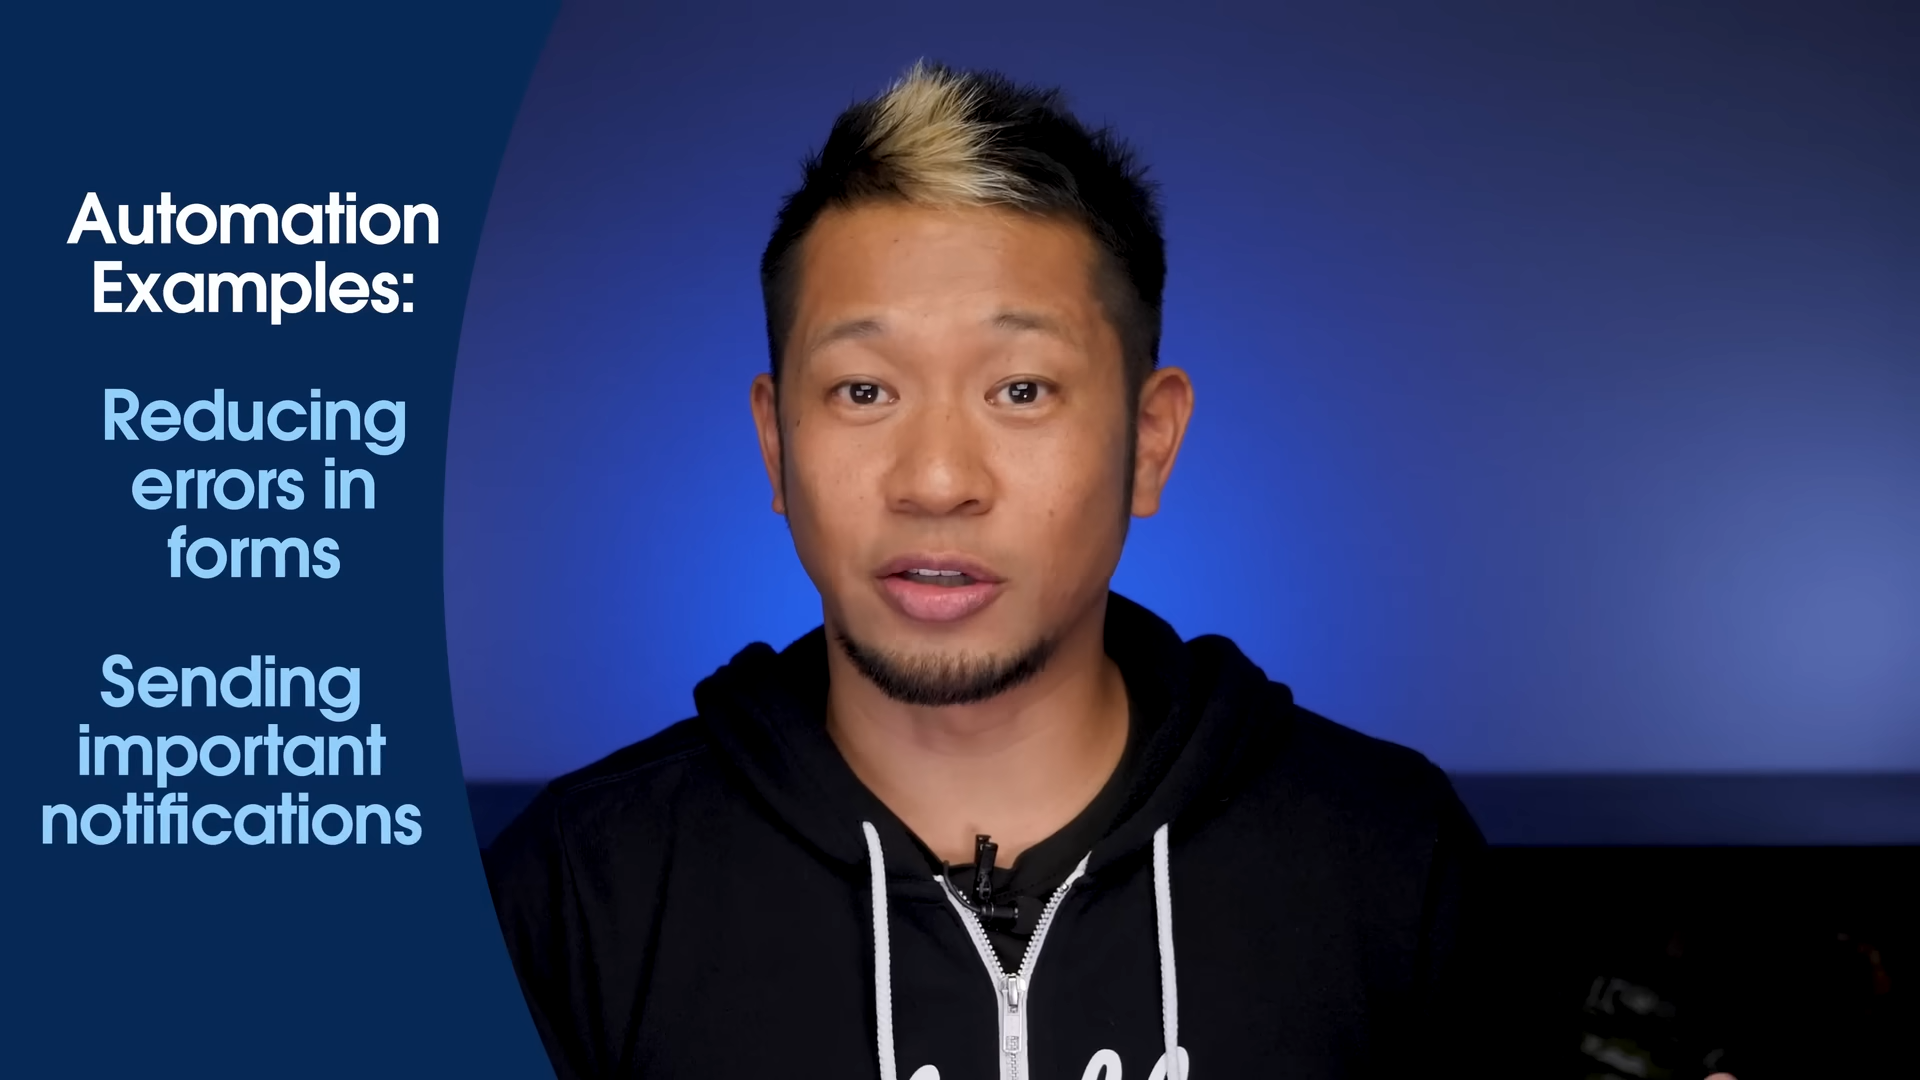 Automation
Examples:
Reducing
errors in
forms
Sending
important
notifications